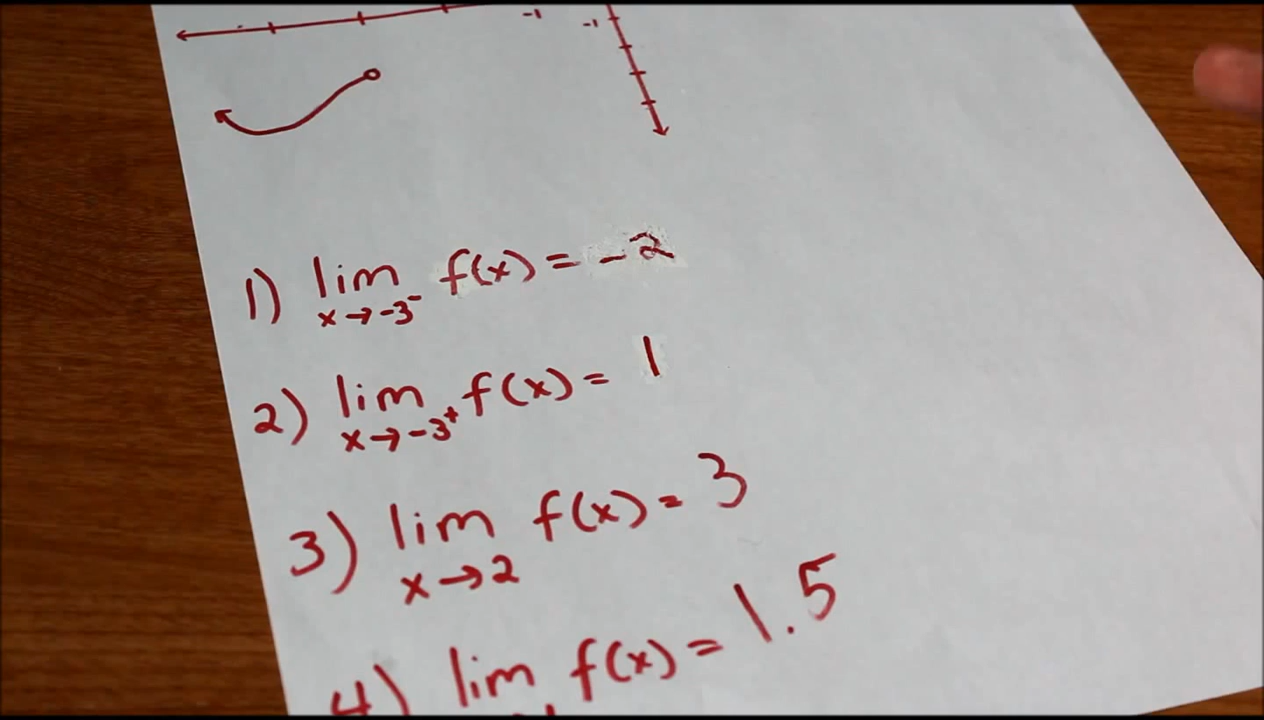 -1
-1
1) lim f(x) = -2
x→-3⁻
2) lim f(x) = 1
x→-3⁺
3) lim f(x) = 3
x→2
4) lim f(x) = 1.5